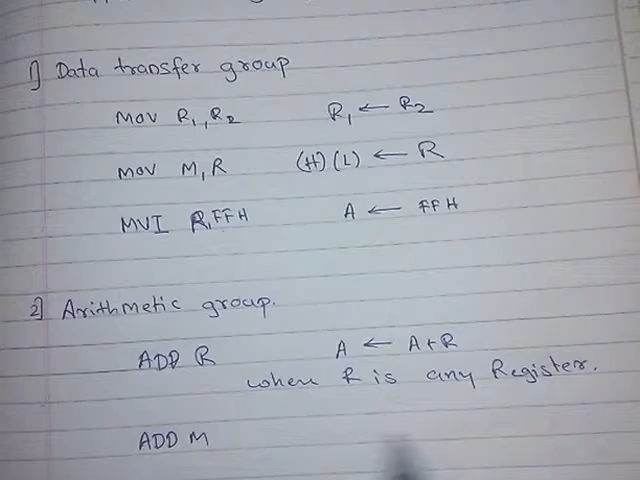 1] Data transfer group
MOV R1,R2 R1 ← R2
MOV M,R (H)(L) ← R
MVI R,FFH A ← FFH
2] Arithmetic group.
ADD R A ← A+R
when R is any Register.
ADD M